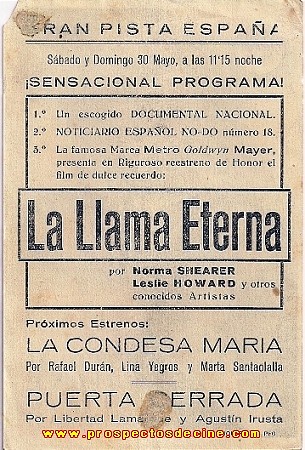 GRAN PISTA ESPAÑA
Sábado y Domingo 30 Mayo, a las 11'15 noche
¡SENSACIONAL PROGRAMA!
1.º Un escogido DOCUMENTAL NACIONAL.
2.º NOTICIARIO ESPAÑOL NO-DO número 18.
3.º La famosa Marca Metro Goldwyn Mayer,
presenta en Riguroso reestreno de Honor el
film de dulce recuerdo:
La Llama Eterna
por Norma SHEARER
Leslie HOWARD y otros
conocidos Artistas
Próximos Estrenos:
LA CONDESA MARIA
Por Rafael Durán, Lina Yegros y Marta Santaolalla
PUERTA CERRADA
Por Libertad Lamarque y Agustín Irusta
www.prospectosdecine.com